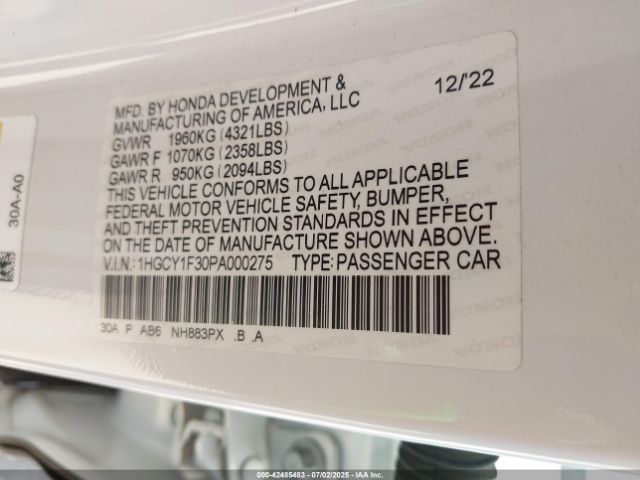 MFD. BY HONDA DEVELOPMENT & 12/'22
MANUFACTURING OF AMERICA, LLC
GVWR 1960KG (4321LBS)
GAWR F 1070KG (2358LBS)
GAWR R 950KG (2094LBS)
THIS VEHICLE CONFORMS TO ALL APPLICABLE
FEDERAL MOTOR VEHICLE SAFETY, BUMPER,
AND THEFT PREVENTION STANDARDS IN EFFECT
ON THE DATE OF MANUFACTURE SHOWN ABOVE.
V.I.N.: 1HGCY1F30PA000275 TYPE: PASSENGER CAR
30A P AB6 NH883PX .B .A
30A-A0
000-42485483 - 07/02/2025 - IAA Inc.